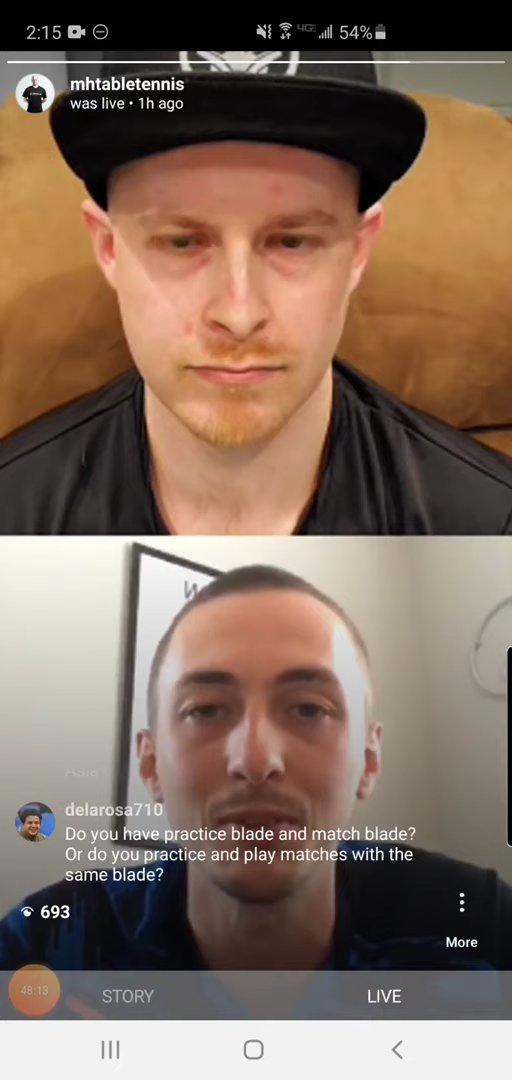 2:15 4GE 54%
mhtabletennis
was live • 1h ago
delarosa710
Do you have practice blade and match blade?
Or do you practice and play matches with the
same blade?
693
More
48:13
STORY LIVE